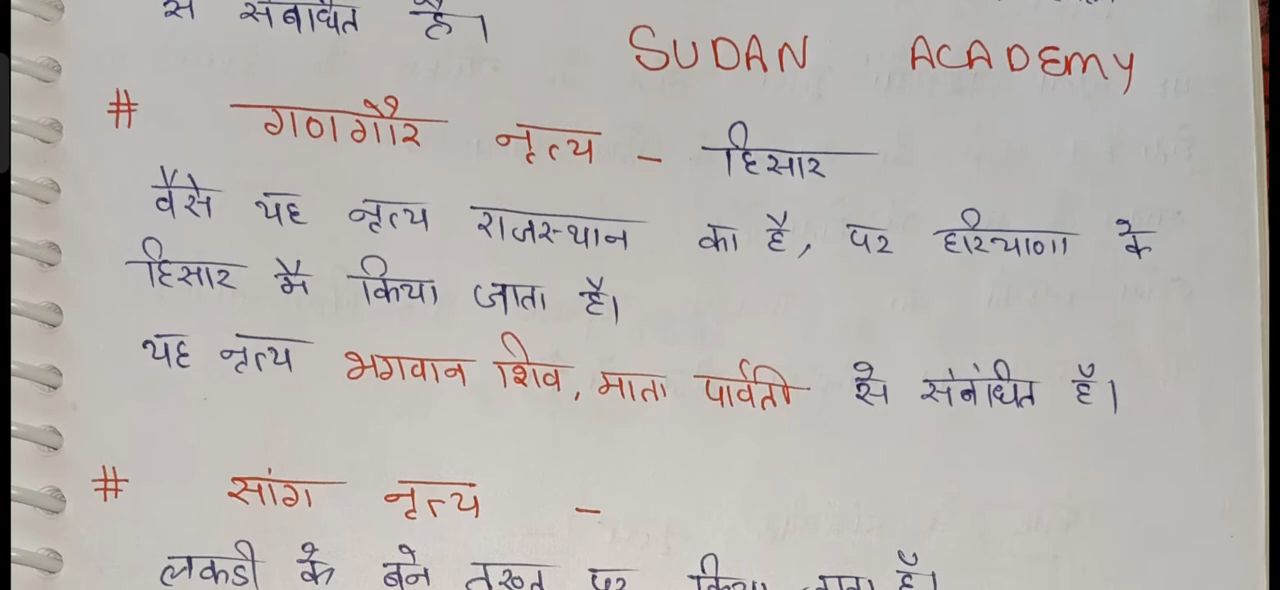 से संबंधित है।
SUDAN ACADEMY
# गणगौर नृत्य - हिसार
वैसे यह नृत्य राजस्थान का है, पर हरियाणा के
हिसार मै किया जाता है।
यह नृत्य भगवान शिव, माता पार्वती से संबंधित है।
# सांग नृत्य -
लकडी के बने तख्त पर किया जाता है।